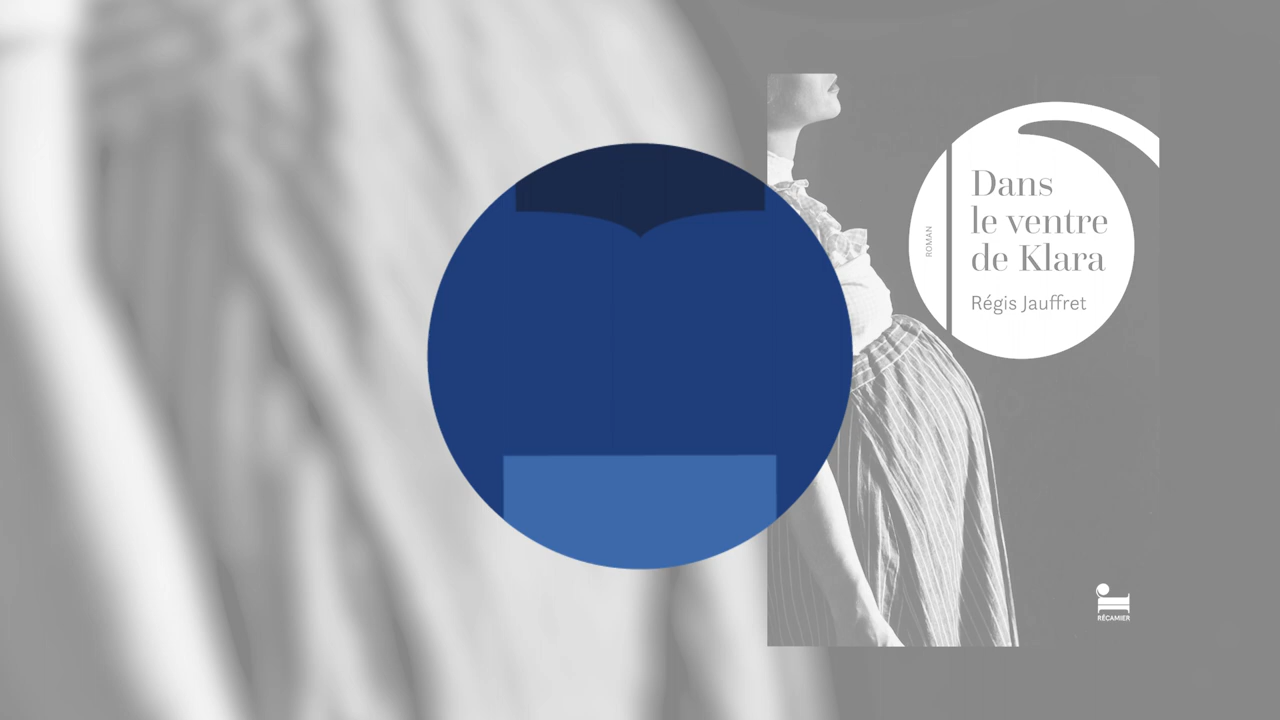 Dans
le ventre
de Klara
Régis Jauffret
ROMAN
RÉCAMIER